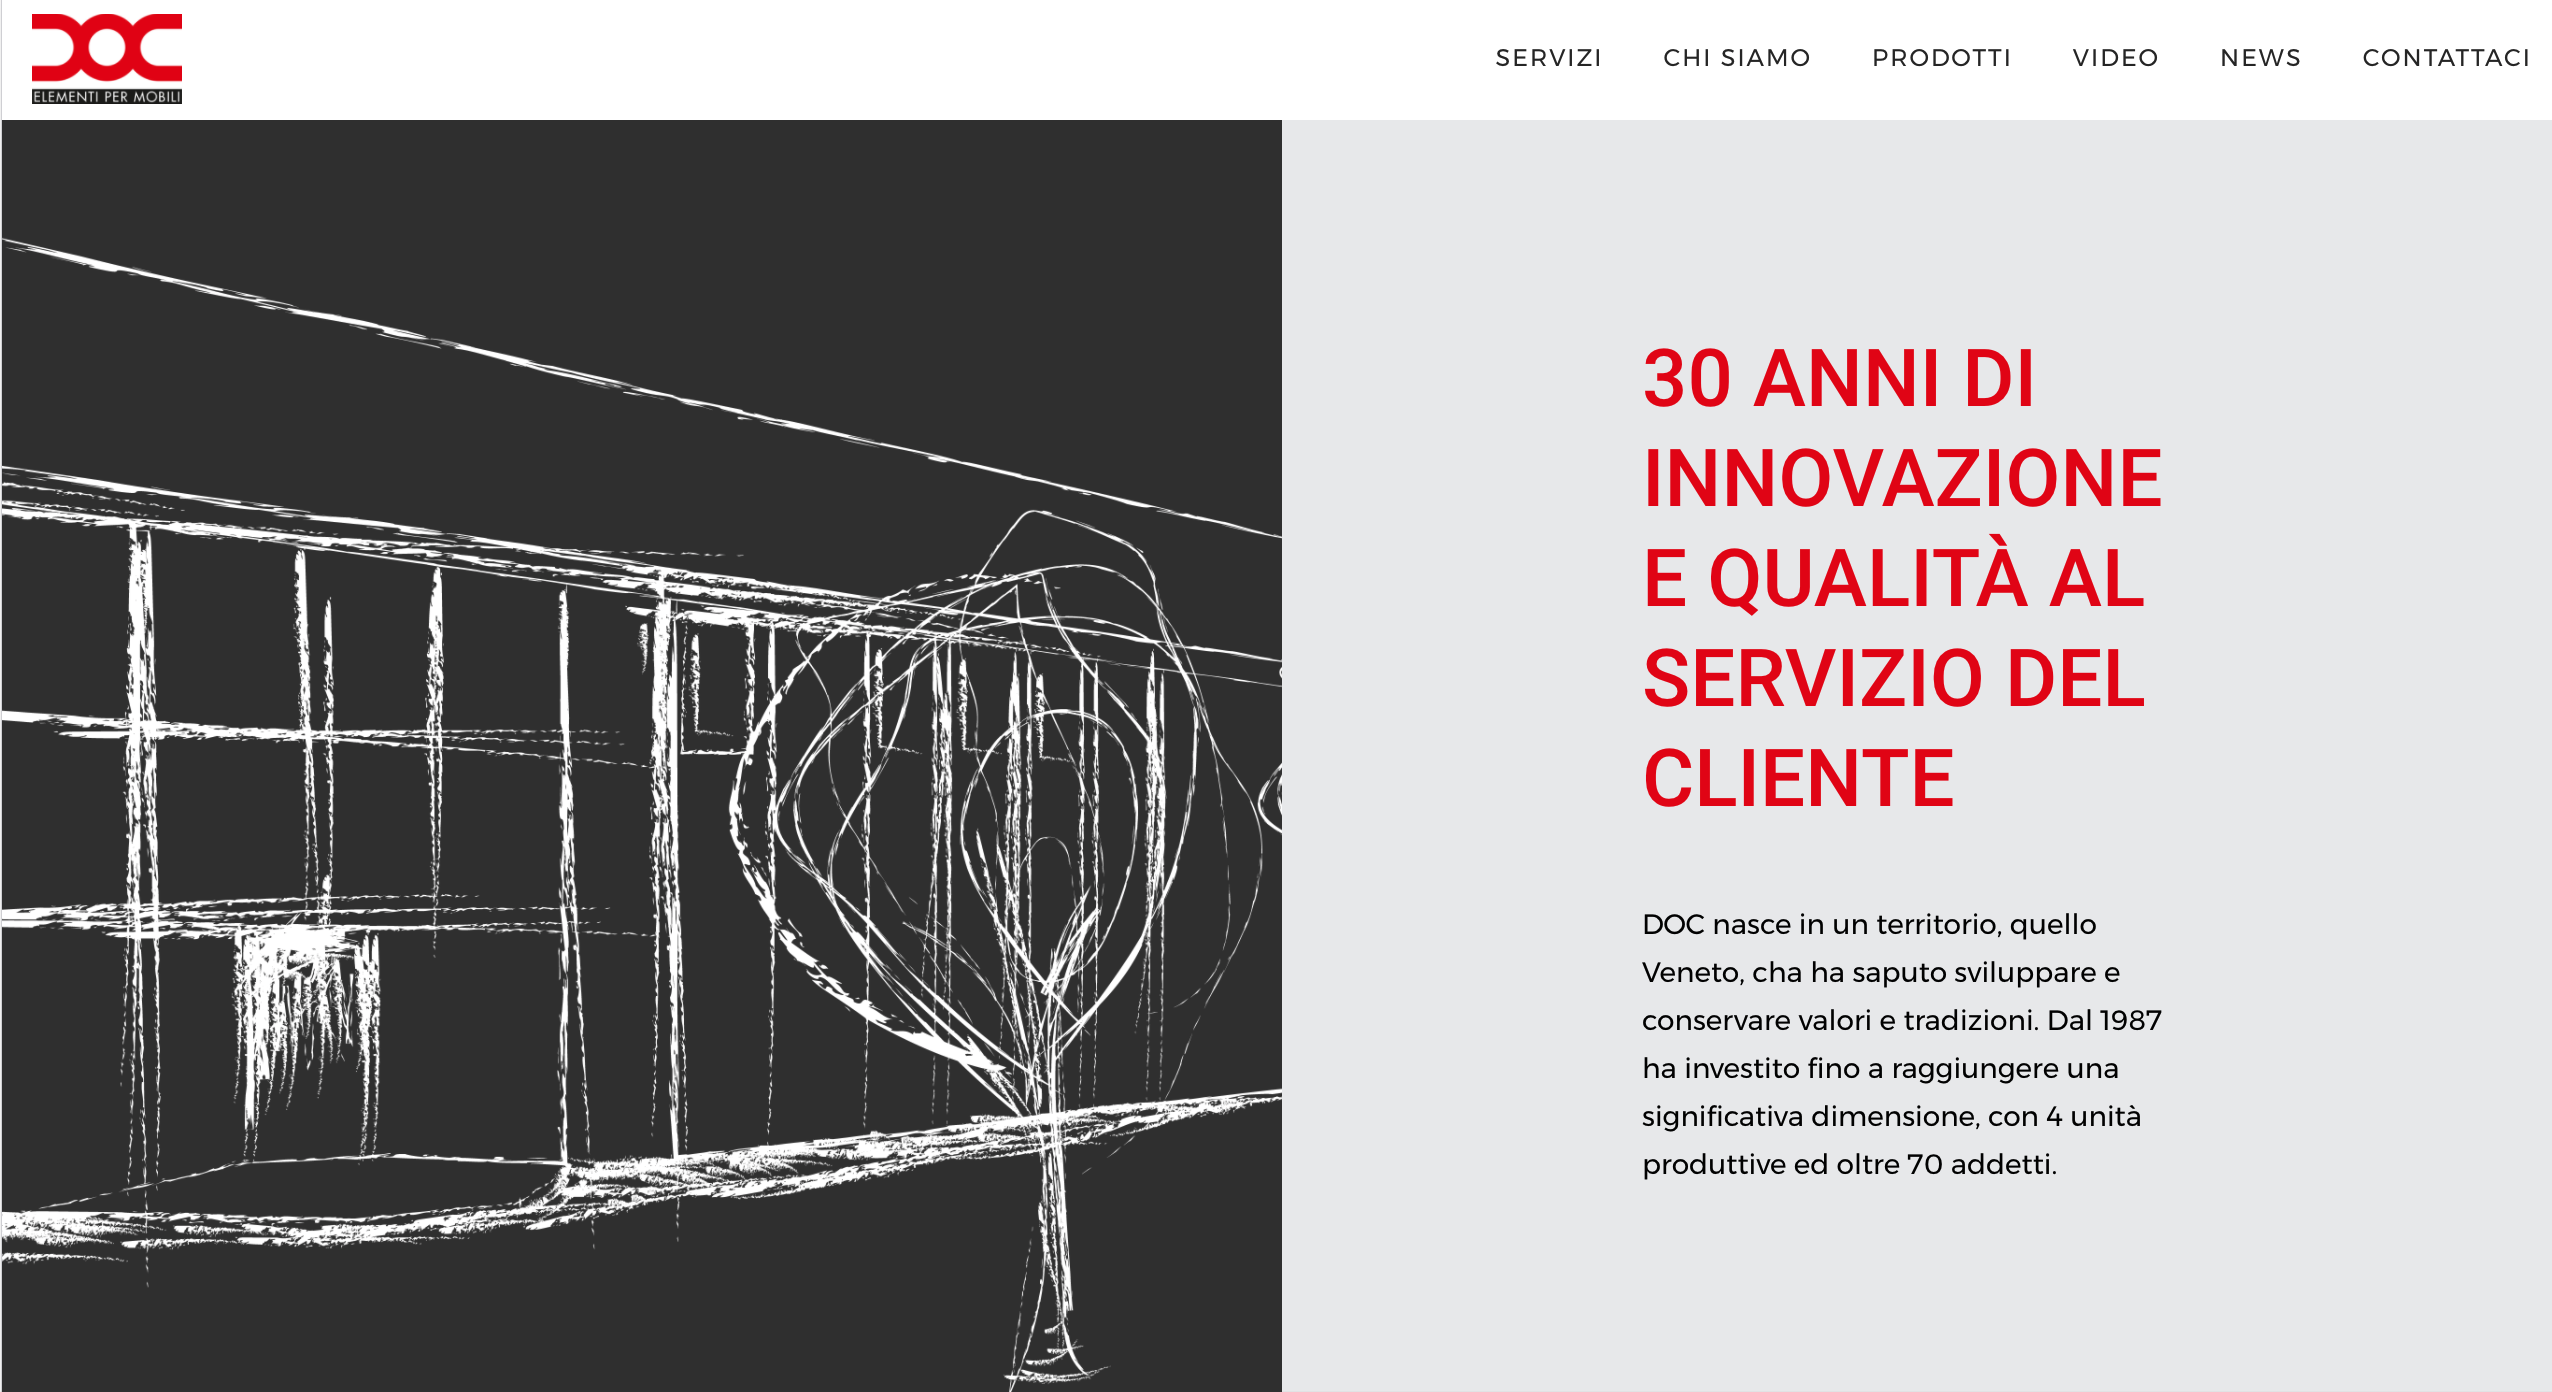 DOC
ELEMENTI PER MOBILI
SERVIZI CHI SIAMO PRODOTTI VIDEO NEWS CONTATTACI
30 ANNI DI
INNOVAZIONE
E QUALITÀ AL
SERVIZIO DEL
CLIENTE
DOC nasce in un territorio, quello
Veneto, cha ha saputo sviluppare e
conservare valori e tradizioni. Dal 1987
ha investito fino a raggiungere una
significativa dimensione, con 4 unità
produttive ed oltre 70 addetti.